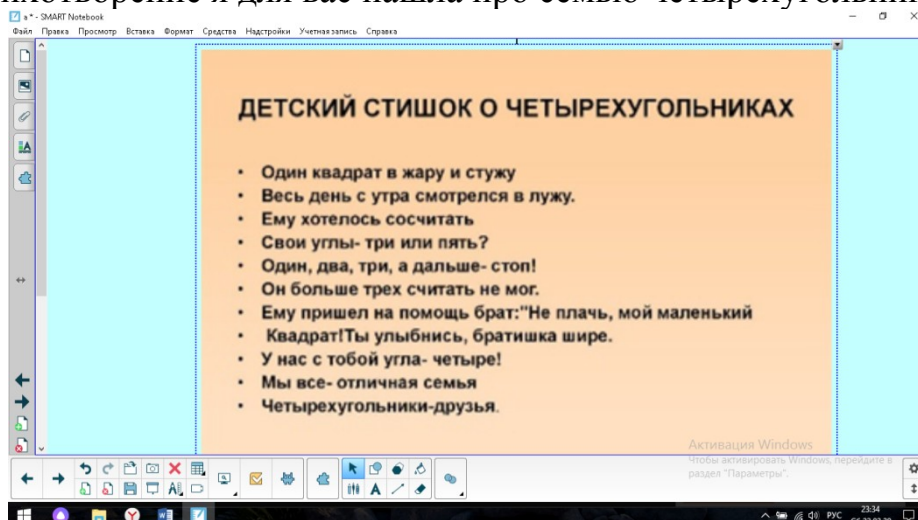 хотворение я для вас нашла про семью четырехугольни
a * - SMART Notebook
Файл Правка Просмотр Вставка Формат Средства Надстройки Учетная запись Справка
ДЕТСКИЙ СТИШОК О ЧЕТЫРЕХУГОЛЬНИКАХ
• Один квадрат в жару и стужу
• Весь день с утра смотрелся в лужу.
• Ему хотелось сосчитать
• Свои углы- три или пять?
• Один, два, три, а дальше- стоп!
• Он больше трех считать не мог.
• Ему пришел на помощь брат:"Не плачь, мой маленький
• Квадрат!Ты улыбнись, братишка шире.
• У нас с тобой угла- четыре!
• Мы все- отличная семья
• Четырехугольники-друзья.
Активация Windows
Чтобы активировать Windows, перейдите в
раздел "Параметры".
РУС
23:34